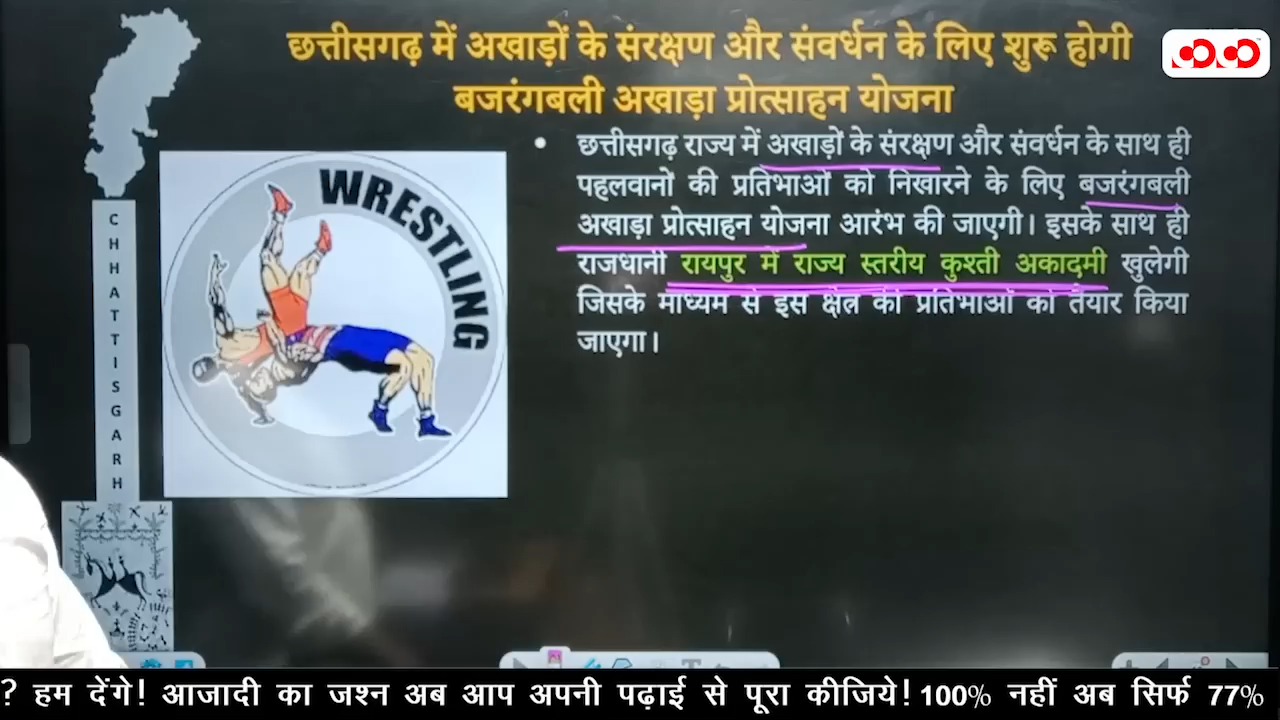 छत्तीसगढ़ में अखाड़ों के संरक्षण और संवर्धन के लिए शुरू होगी
बजरंगबली अखाड़ा प्रोत्साहन योजना
छत्तीसगढ़ राज्य में अखाड़ों के संरक्षण और संवर्धन के साथ ही
पहलवानों की प्रतिभाओं को निखारने के लिए बजरंगबली
अखाड़ा प्रोत्साहन योजना आरंभ की जाएगी। इसके साथ ही
राजधानी रायपुर में राज्य स्तरीय कुश्ती अकादमी खुलेगी
जिसके माध्यम से इस क्षेत्र की प्रतिभाओं को तैयार किया
जाएगा।
WRESTLING
CHHATTISGARH
? हम देंगे! आजादी का जश्न अब आप अपनी पढ़ाई से पूरा कीजिये! 100% नहीं अब सिर्फ 77%